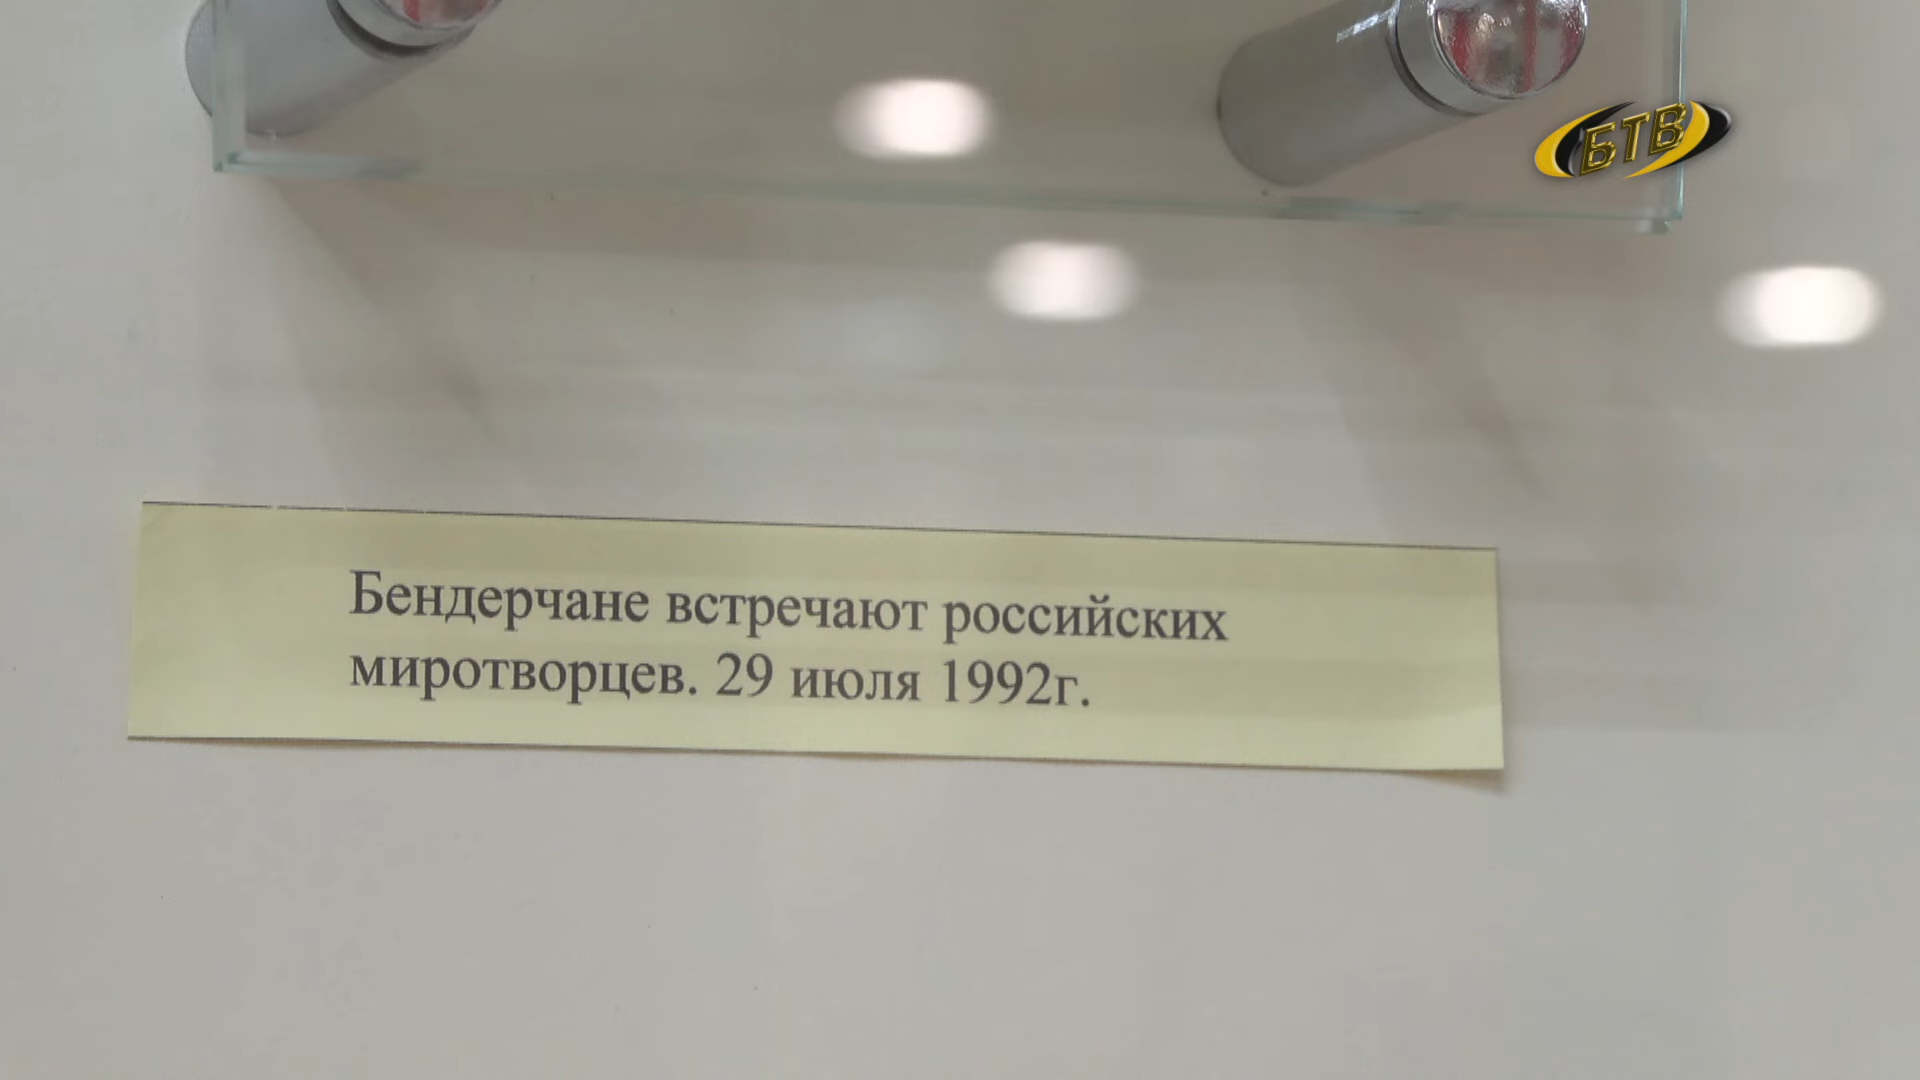 БТВ
Бендерчане встречают российских
миротворцев. 29 июля 1992г.